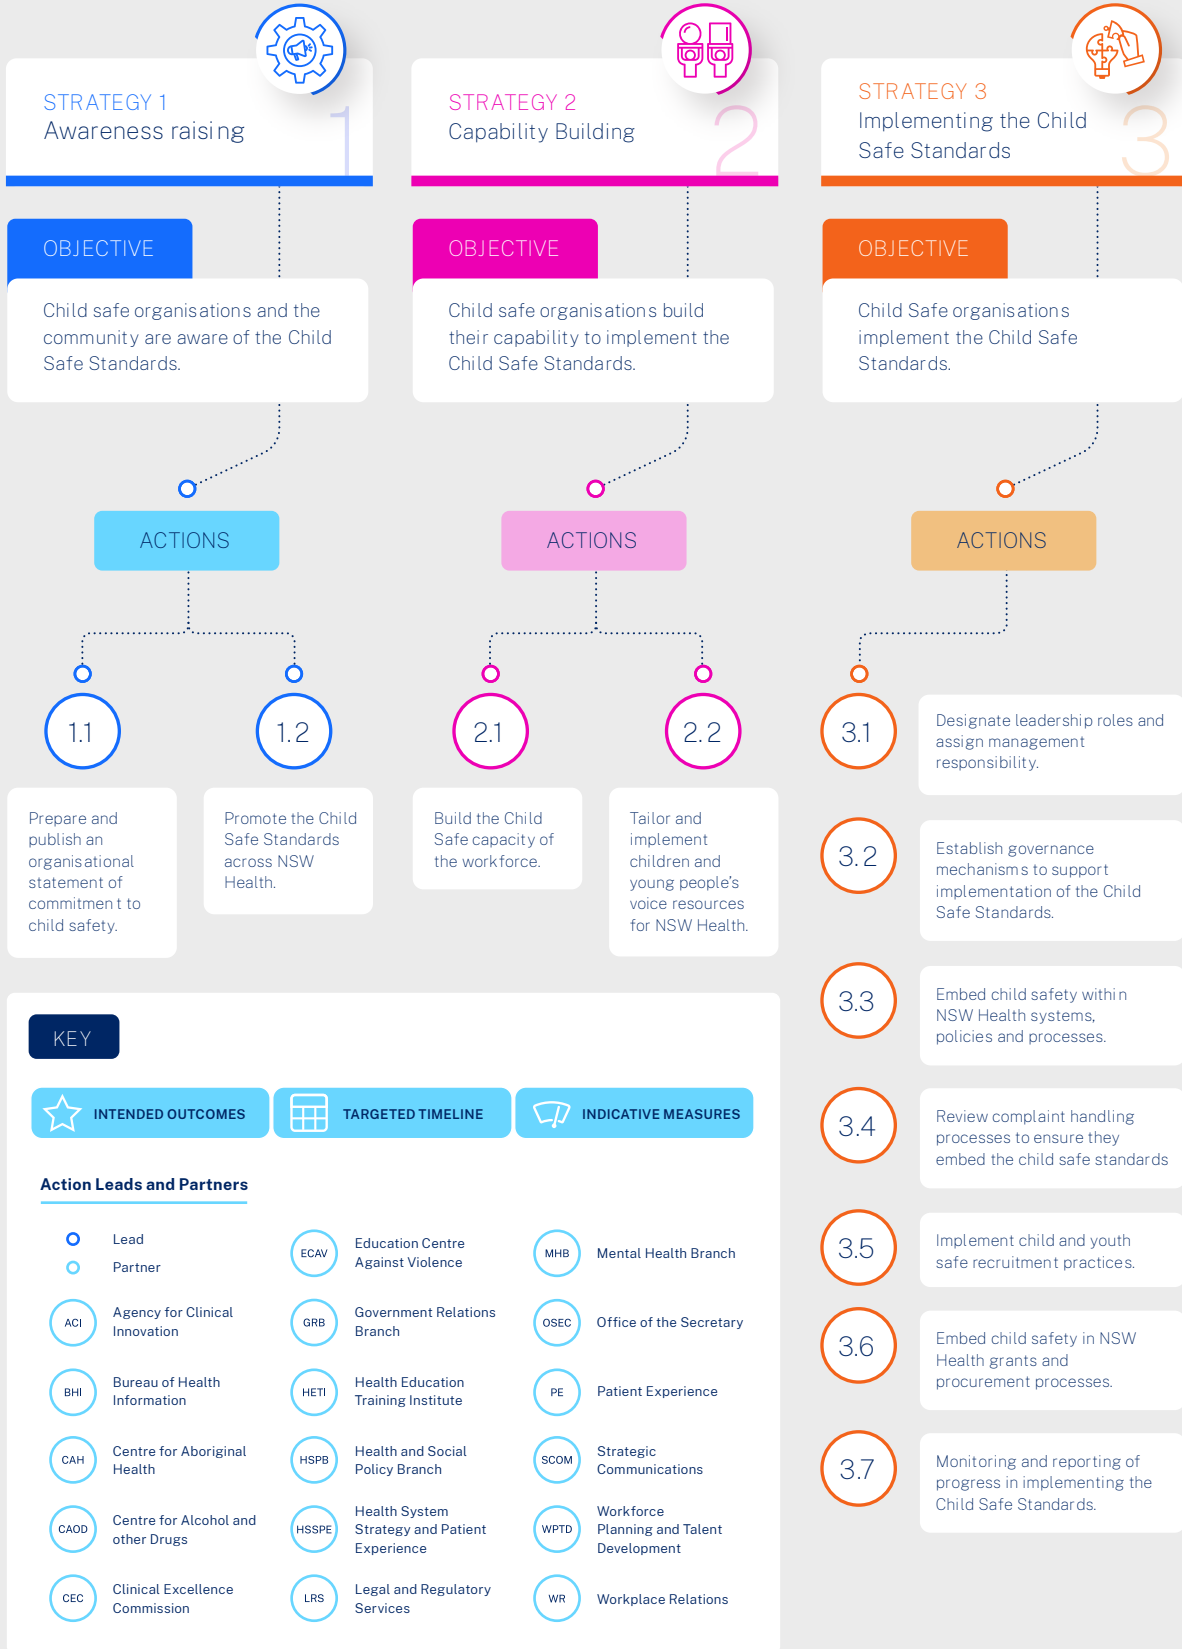 STRATEGY 1
Awareness raising
1
STRATEGY 2
Capability Building
2
STRATEGY 3
Implementing the Child
Safe Standards
3
OBJECTIVE
Child safe organisations and the
community are aware of the Child
Safe Standards.
OBJECTIVE
Child safe organisations build
their capability to implement the
Child Safe Standards.
OBJECTIVE
Child Safe organisations
implement the Child Safe
Standards.
ACTIONS
ACTIONS
ACTIONS
1.1
Prepare and
publish an
organisational
statement of
commitment to
child safety.
1.2
Promote the Child
Safe Standards
across NSW
Health.
2.1
Build the Child
Safe capacity of
the workforce.
2.2
Tailor and
implement
children and
young people's
voice resources
for NSW Health.
3.1
Designate leadership roles and
assign management
responsibility.
3.2
Establish governance
mechanisms to support
implementation of the Child
Safe Standards.
3.3
Embed child safety within
NSW Health systems,
policies and processes.
3.4
Review complaint handling
processes to ensure they
embed the child safe standards
3.5
Implement child and youth
safe recruitment practices.
3.6
Embed child safety in NSW
Health grants and
procurement processes.
3.7
Monitoring and reporting of
progress in implementing the
Child Safe Standards.
KEY
INTENDED OUTCOMES
TARGETED TIMELINE
INDICATIVE MEASURES
Action Leads and Partners
Lead
Partner
ACI
Agency for Clinical
Innovation
BHI
Bureau of Health
Information
CAH
Centre for Aboriginal
Health
CAOD
Centre for Alcohol and
other Drugs
CEC
Clinical Excellence
Commission
ECAV
Education Centre
Against Violence
GRB
Government Relations
Branch
HETI
Health Education
Training Institute
HSPB
Health and Social
Policy Branch
HSSPE
Health System
Strategy and Patient
Experience
LRS
Legal and Regulatory
Services
MHB
Mental Health Branch
OSEC
Office of the Secretary
PE
Patient Experience
SCOM
Strategic
Communications
WPTD
Workforce
Planning and Talent
Development
WR
Workplace Relations